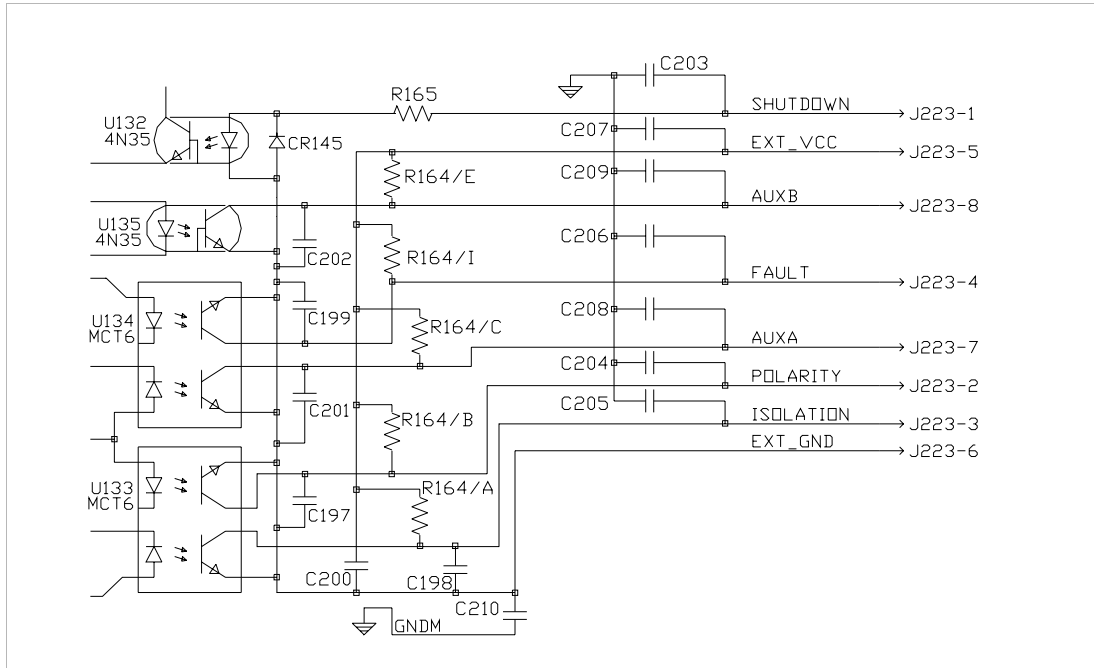 C203
R165
SHUTDOWN
J223-1
U132
4N35
CR145
C207
EXT_VCC
J223-5
R164/E
C209
AUXB
J223-8
U135
4N35
C202
R164/I
C206
FAULT
J223-4
U134
MCT6
C199
R164/C
C208
AUXA
J223-7
C204
POLARITY
J223-2
C201
R164/B
C205
ISOLATION
J223-3
EXT_GND
J223-6
U133
MCT6
C197
R164/A
C200
C198
C210
GNDM